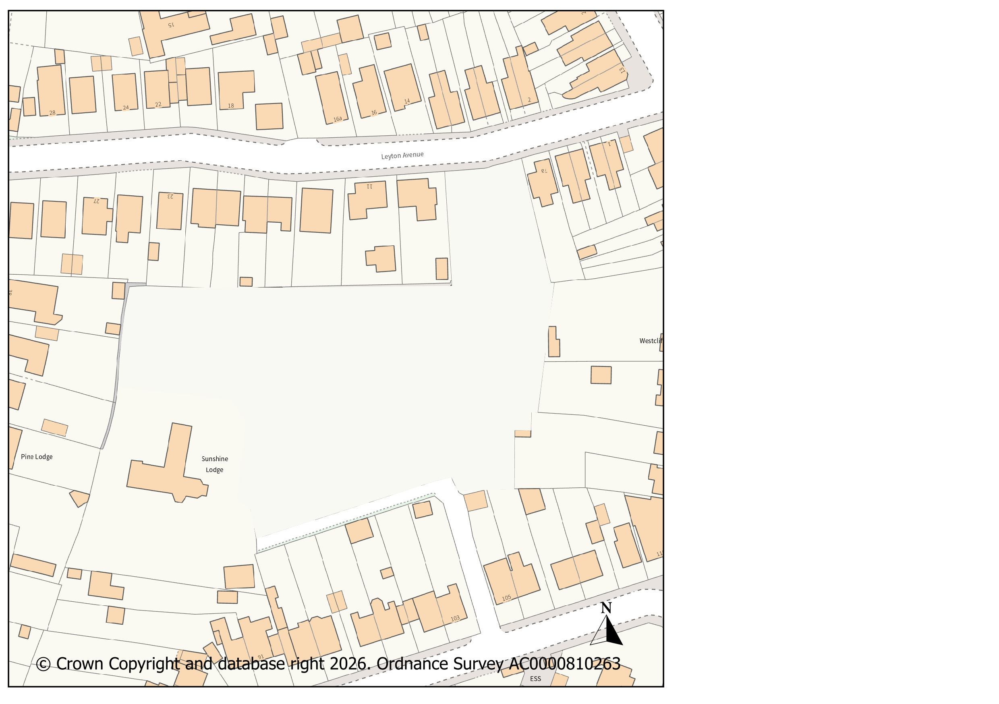 15
13
28
24
22
18
16a
16
14
2
Leyton Avenue
1
7a
11
23
27
Westclif
Pine Lodge
Sunshine
Lodge
105
103
91
N
© Crown Copyright and database right 2026. Ordnance Survey AC0000810263
ESS